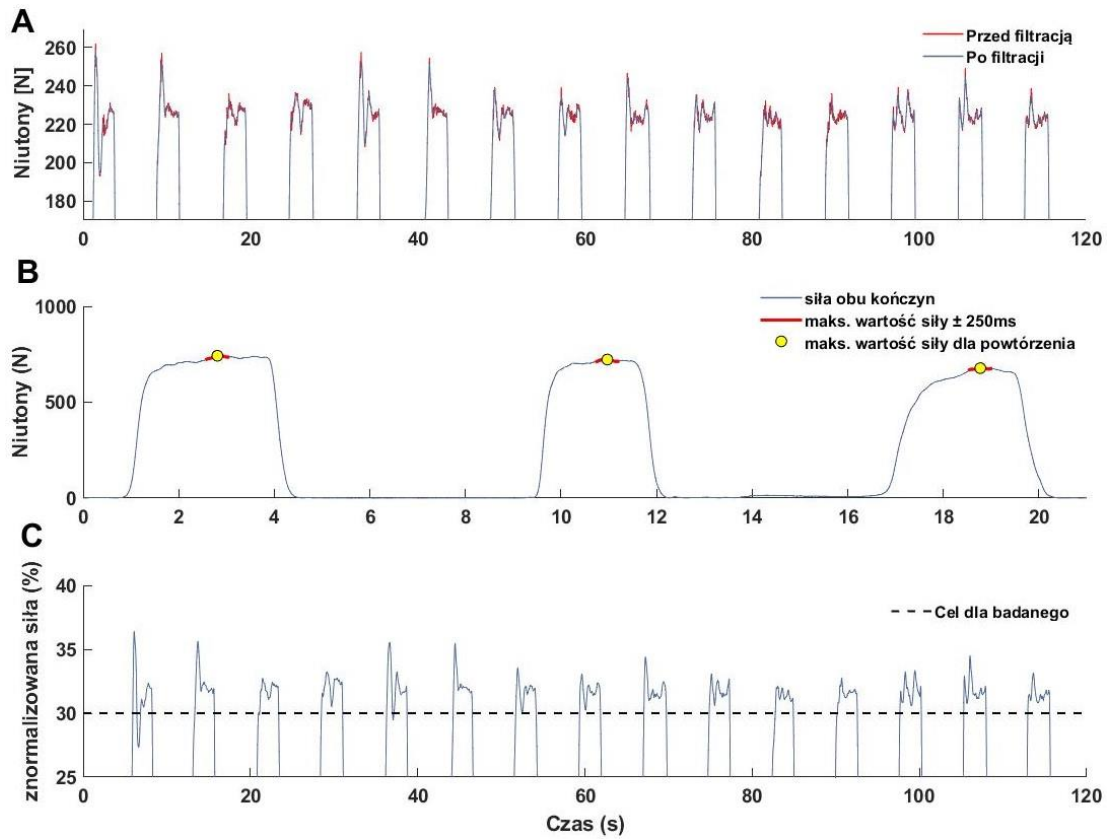 A
Niutony [N]
260
240
220
200
180
Przed filtracją
Po filtracji
0 20 40 60 80 100 120
B
Niutony (N)
1000
500
0
siła obu kończyn
maks. wartość siły ± 250ms
maks. wartość siły dla powtórzenia
0 2 4 6 8 10 12 14 16 18 20
C
znormalizowana siła (%)
40
35
30
25
Cel dla badanego
0 20 40 60 80 100 120
Czas (s)